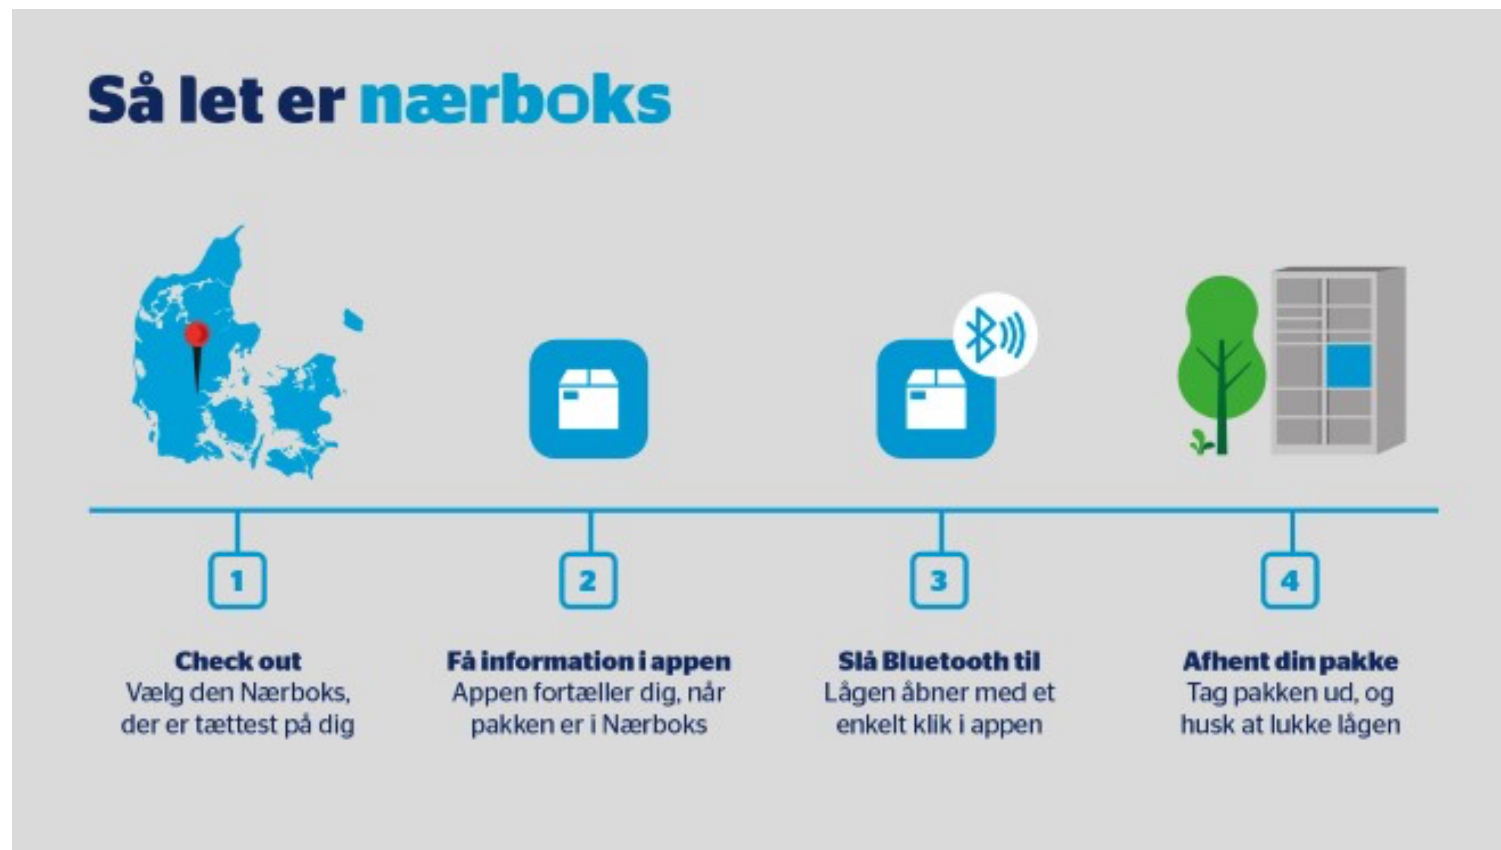 Så let er nærboks
1
Check out
Vælg den Nærboks,
der er tættest på dig
2
Få information i appen
Appen fortæller dig, når
pakken er i Nærboks
3
Slå Bluetooth til
Lågen åbner med et
enkelt klik i appen
4
Afhent din pakke
Tag pakken ud, og
husk at lukke lågen